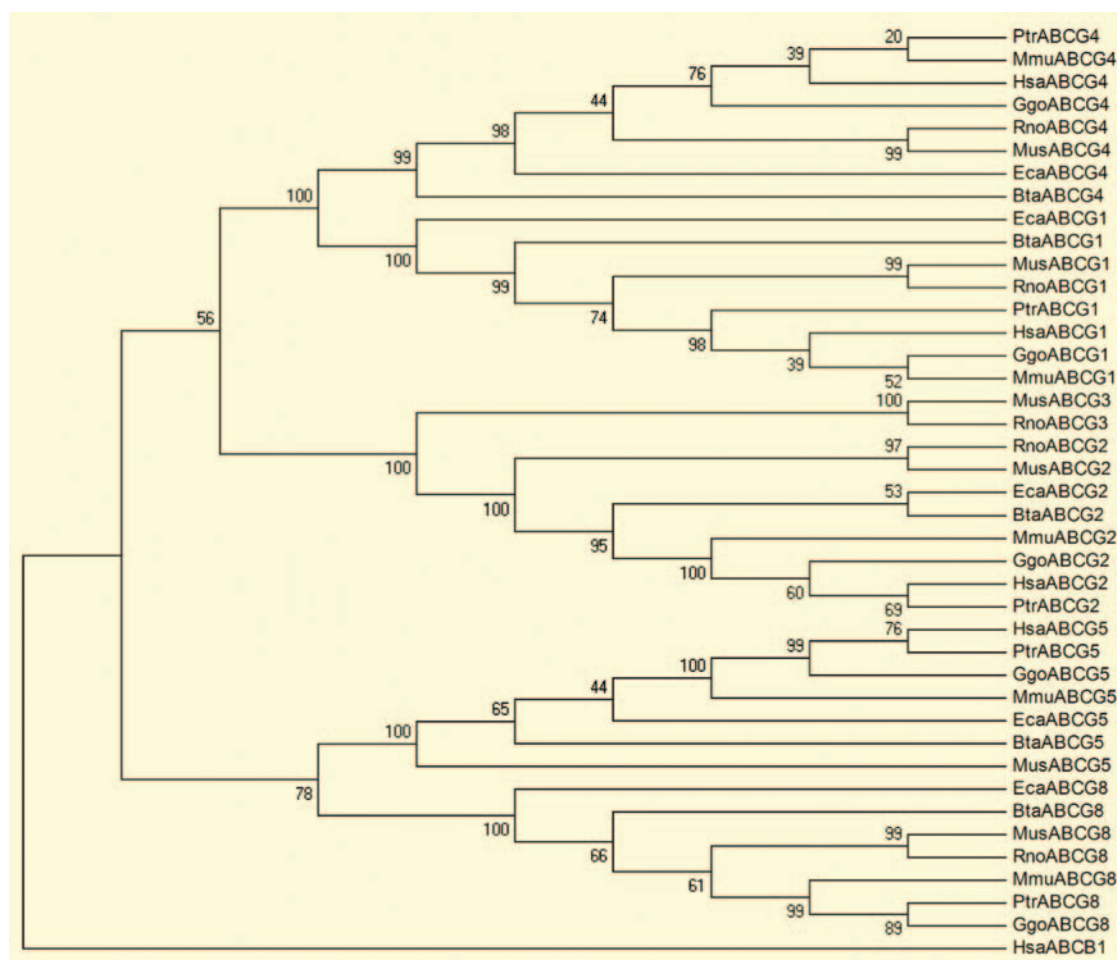 20 PtrABCG4
39 MmuABCG4
76 HsaABCG4
44 GgoABCG4
98 RnoABCG4
99 MusABCG4
99 EcaABCG4
100 BtaABCG4
EcaABCG1
100 BtaABCG1
99 99 MusABCG1
RnoABCG1
74 PtrABCG1
56 98 HsaABCG1
39 GgoABCG1
52 MmuABCG1
100 MusABCG3
RnoABCG3
100 97 RnoABCG2
MusABCG2
100 53 EcaABCG2
BtaABCG2
95 MmuABCG2
100 GgoABCG2
60 HsaABCG2
69 PtrABCG2
76 HsaABCG5
99 PtrABCG5
100 GgoABCG5
44 MmuABCG5
65 EcaABCG5
100 BtaABCG5
MusABCG5
78 EcaABCG8
100 BtaABCG8
66 99 MusABCG8
RnoABCG8
61 MmuABCG8
99 PtrABCG8
89 GgoABCG8
HsaABCB1